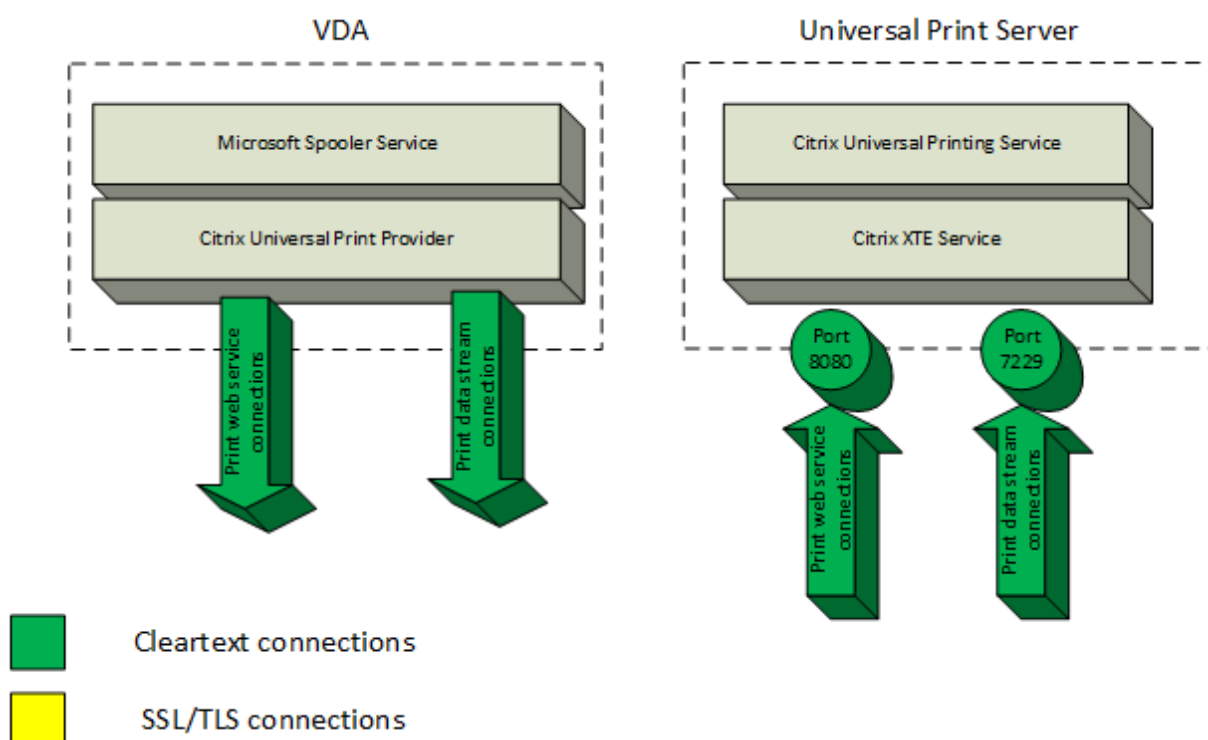 VDA
Universal Print Server
Microsoft Spooler Service
Citrix Universal Print Provider
Citrix Universal Printing Service
Citrix XTE Service
Print web service
connections
Print data stream
connections
Port
8080
Port
7229
Print web service
connections
Print data stream
connections
Cleartext connections
SSL/TLS connections